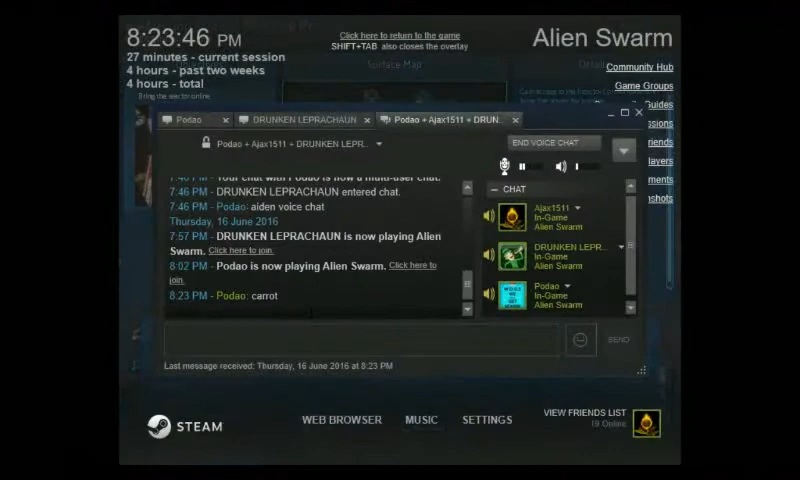 8:23:46 PM
27 minutes - current session
4 hours - past two weeks
4 hours - total
Click here to return to the game
SHIFT+TAB also closes the overlay
Alien Swarm
Community Hub
Game Groups
Guides
Surface Map
Podao
DRUNKEN LEPRACHAUN
Podao + Ajax1511 + DRUN...
Podao + Ajax1511 + DRUNKEN LEPR...
END VOICE CHAT
7:46 PM - DRUNKEN LEPRACHAUN entered chat.
7:46 PM - Podao: aiden voice chat
Thursday, 16 June 2016
7:57 PM - DRUNKEN LEPRACHAUN is now playing Alien
Swarm. Click here to join.
8:02 PM - Podao is now playing Alien Swarm. Click here to
join.
8:23 PM - Podao: carrot
CHAT
Ajax1511
In-Game
Alien Swarm
DRUNKEN LEPR...
In-Game
Alien Swarm
Podao
In-Game
Alien Swarm
SEND
Last message received: Thursday, 16 June 2016 at 8:23 PM
STEAM
WEB BROWSER
MUSIC
SETTINGS
VIEW FRIENDS LIST
19 Online